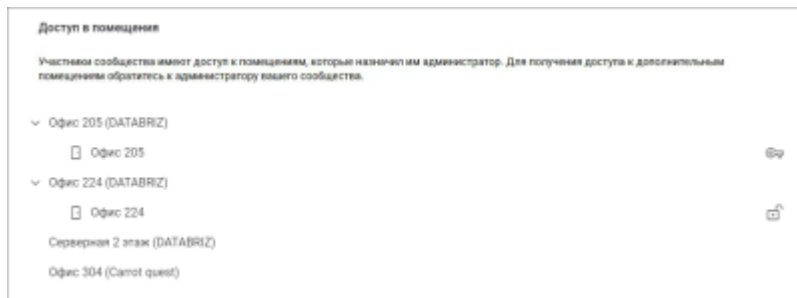 Доступ в помещения
Участники сообщества имеют доступ к помещениям, которые назначил им администратор. Для получения доступа к дополнительным
помещениям обратитесь к администратору вашего сообщества.
Офис 205 (DATABRIZ)
Офис 205
Офис 224 (DATABRIZ)
Офис 224
Серверная 2 этаж (DATABRIZ)
Офис 304 (Carrot quest)